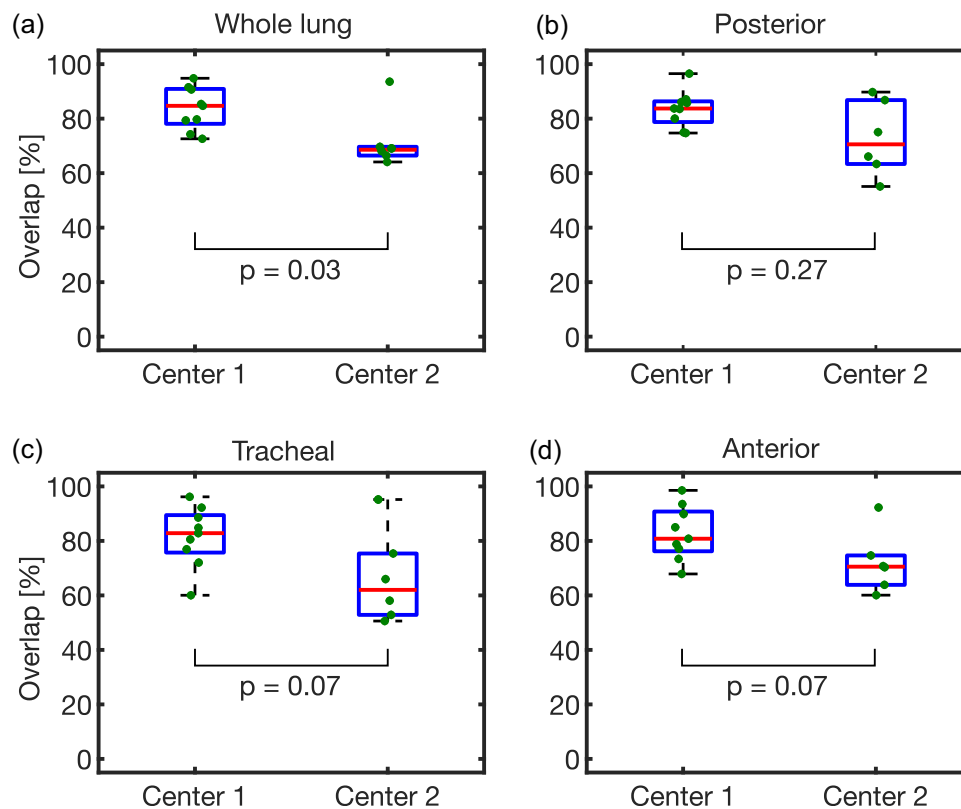 (a) Whole lung
(b) Posterior
Overlap [%]
100
80
60
40
20
0
p = 0.03
Center 1 Center 2
100
80
60
40
20
0
p = 0.27
Center 1 Center 2
(c) Tracheal
(d) Anterior
Overlap [%]
100
80
60
40
20
0
p = 0.07
Center 1 Center 2
100
80
60
40
20
0
p = 0.07
Center 1 Center 2